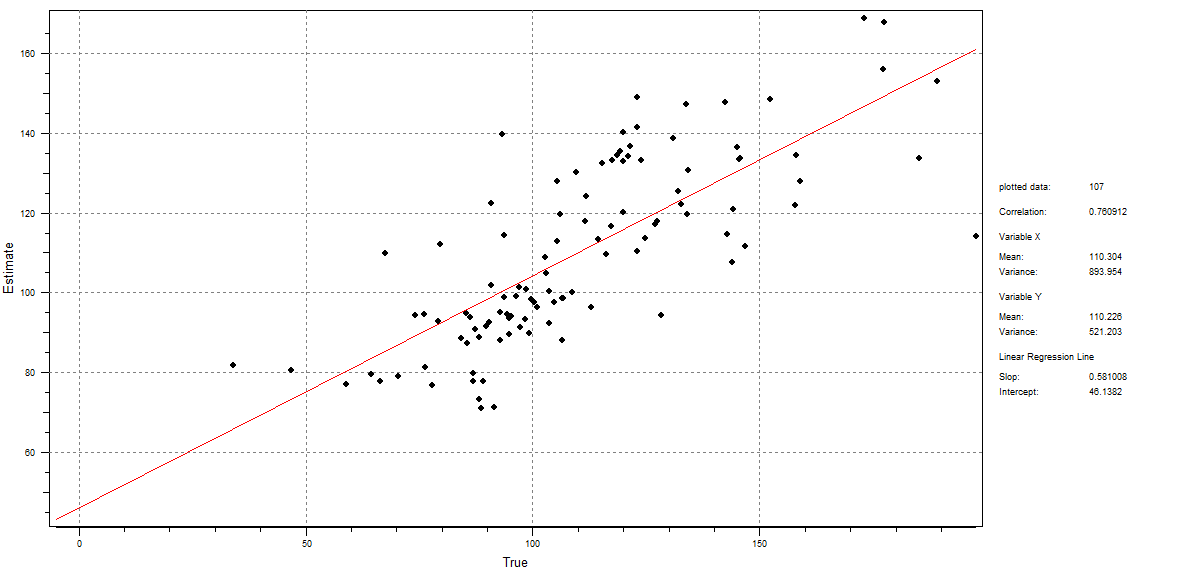 160
140
120
100
80
60
Estimate
0
50
100
150
True
plotted data: 107
Correlation: 0.760912
Variable X
Mean: 110.304
Variance: 893.954
Variable Y
Mean: 110.226
Variance: 521.203
Linear Regression Line
Slop: 0.581008
Intercept: 46.1382